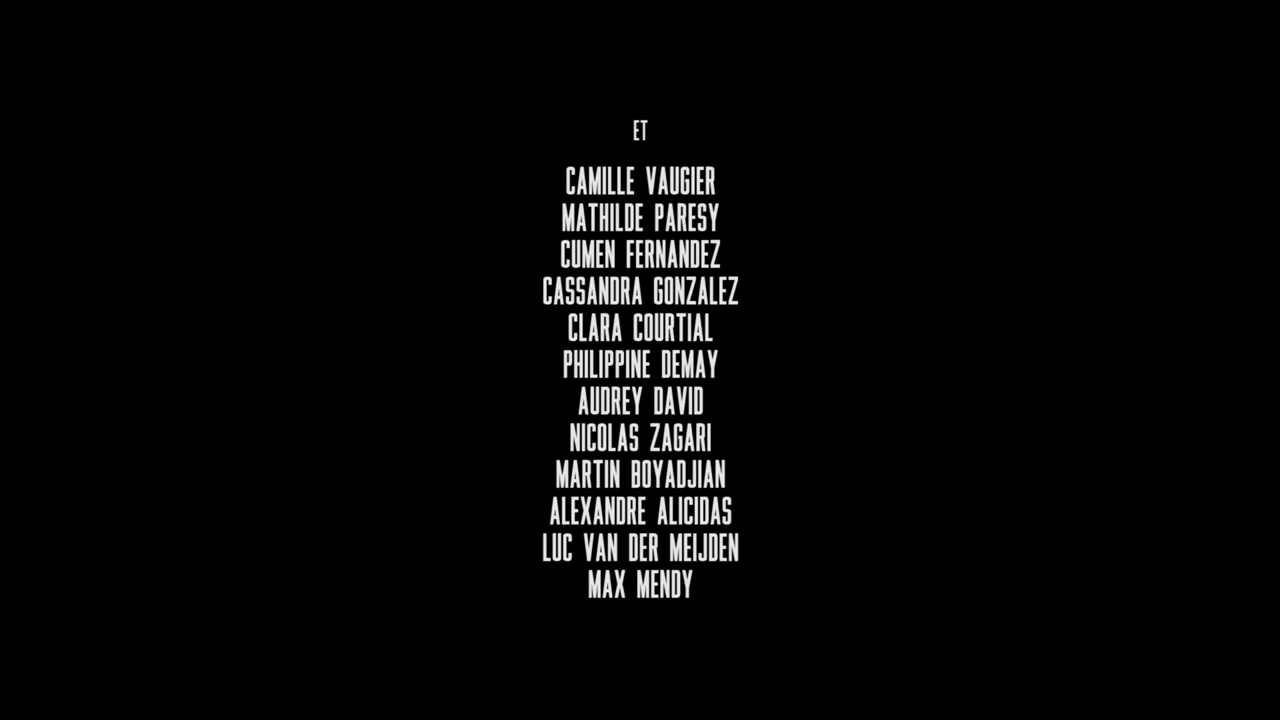 ET
CAMILLE VAUGIER
MATHILDE PARESY
CUMEN FERNANDEZ
CASSANDRA GONZALEZ
CLARA COURTIAL
PHILIPPINE DEMAY
AUDREY DAVID
NICOLAS ZAGARI
MARTIN BOYADJIAN
ALEXANDRE ALICIDAS
LUC VAN DER MEIJDEN
MAX MENDY